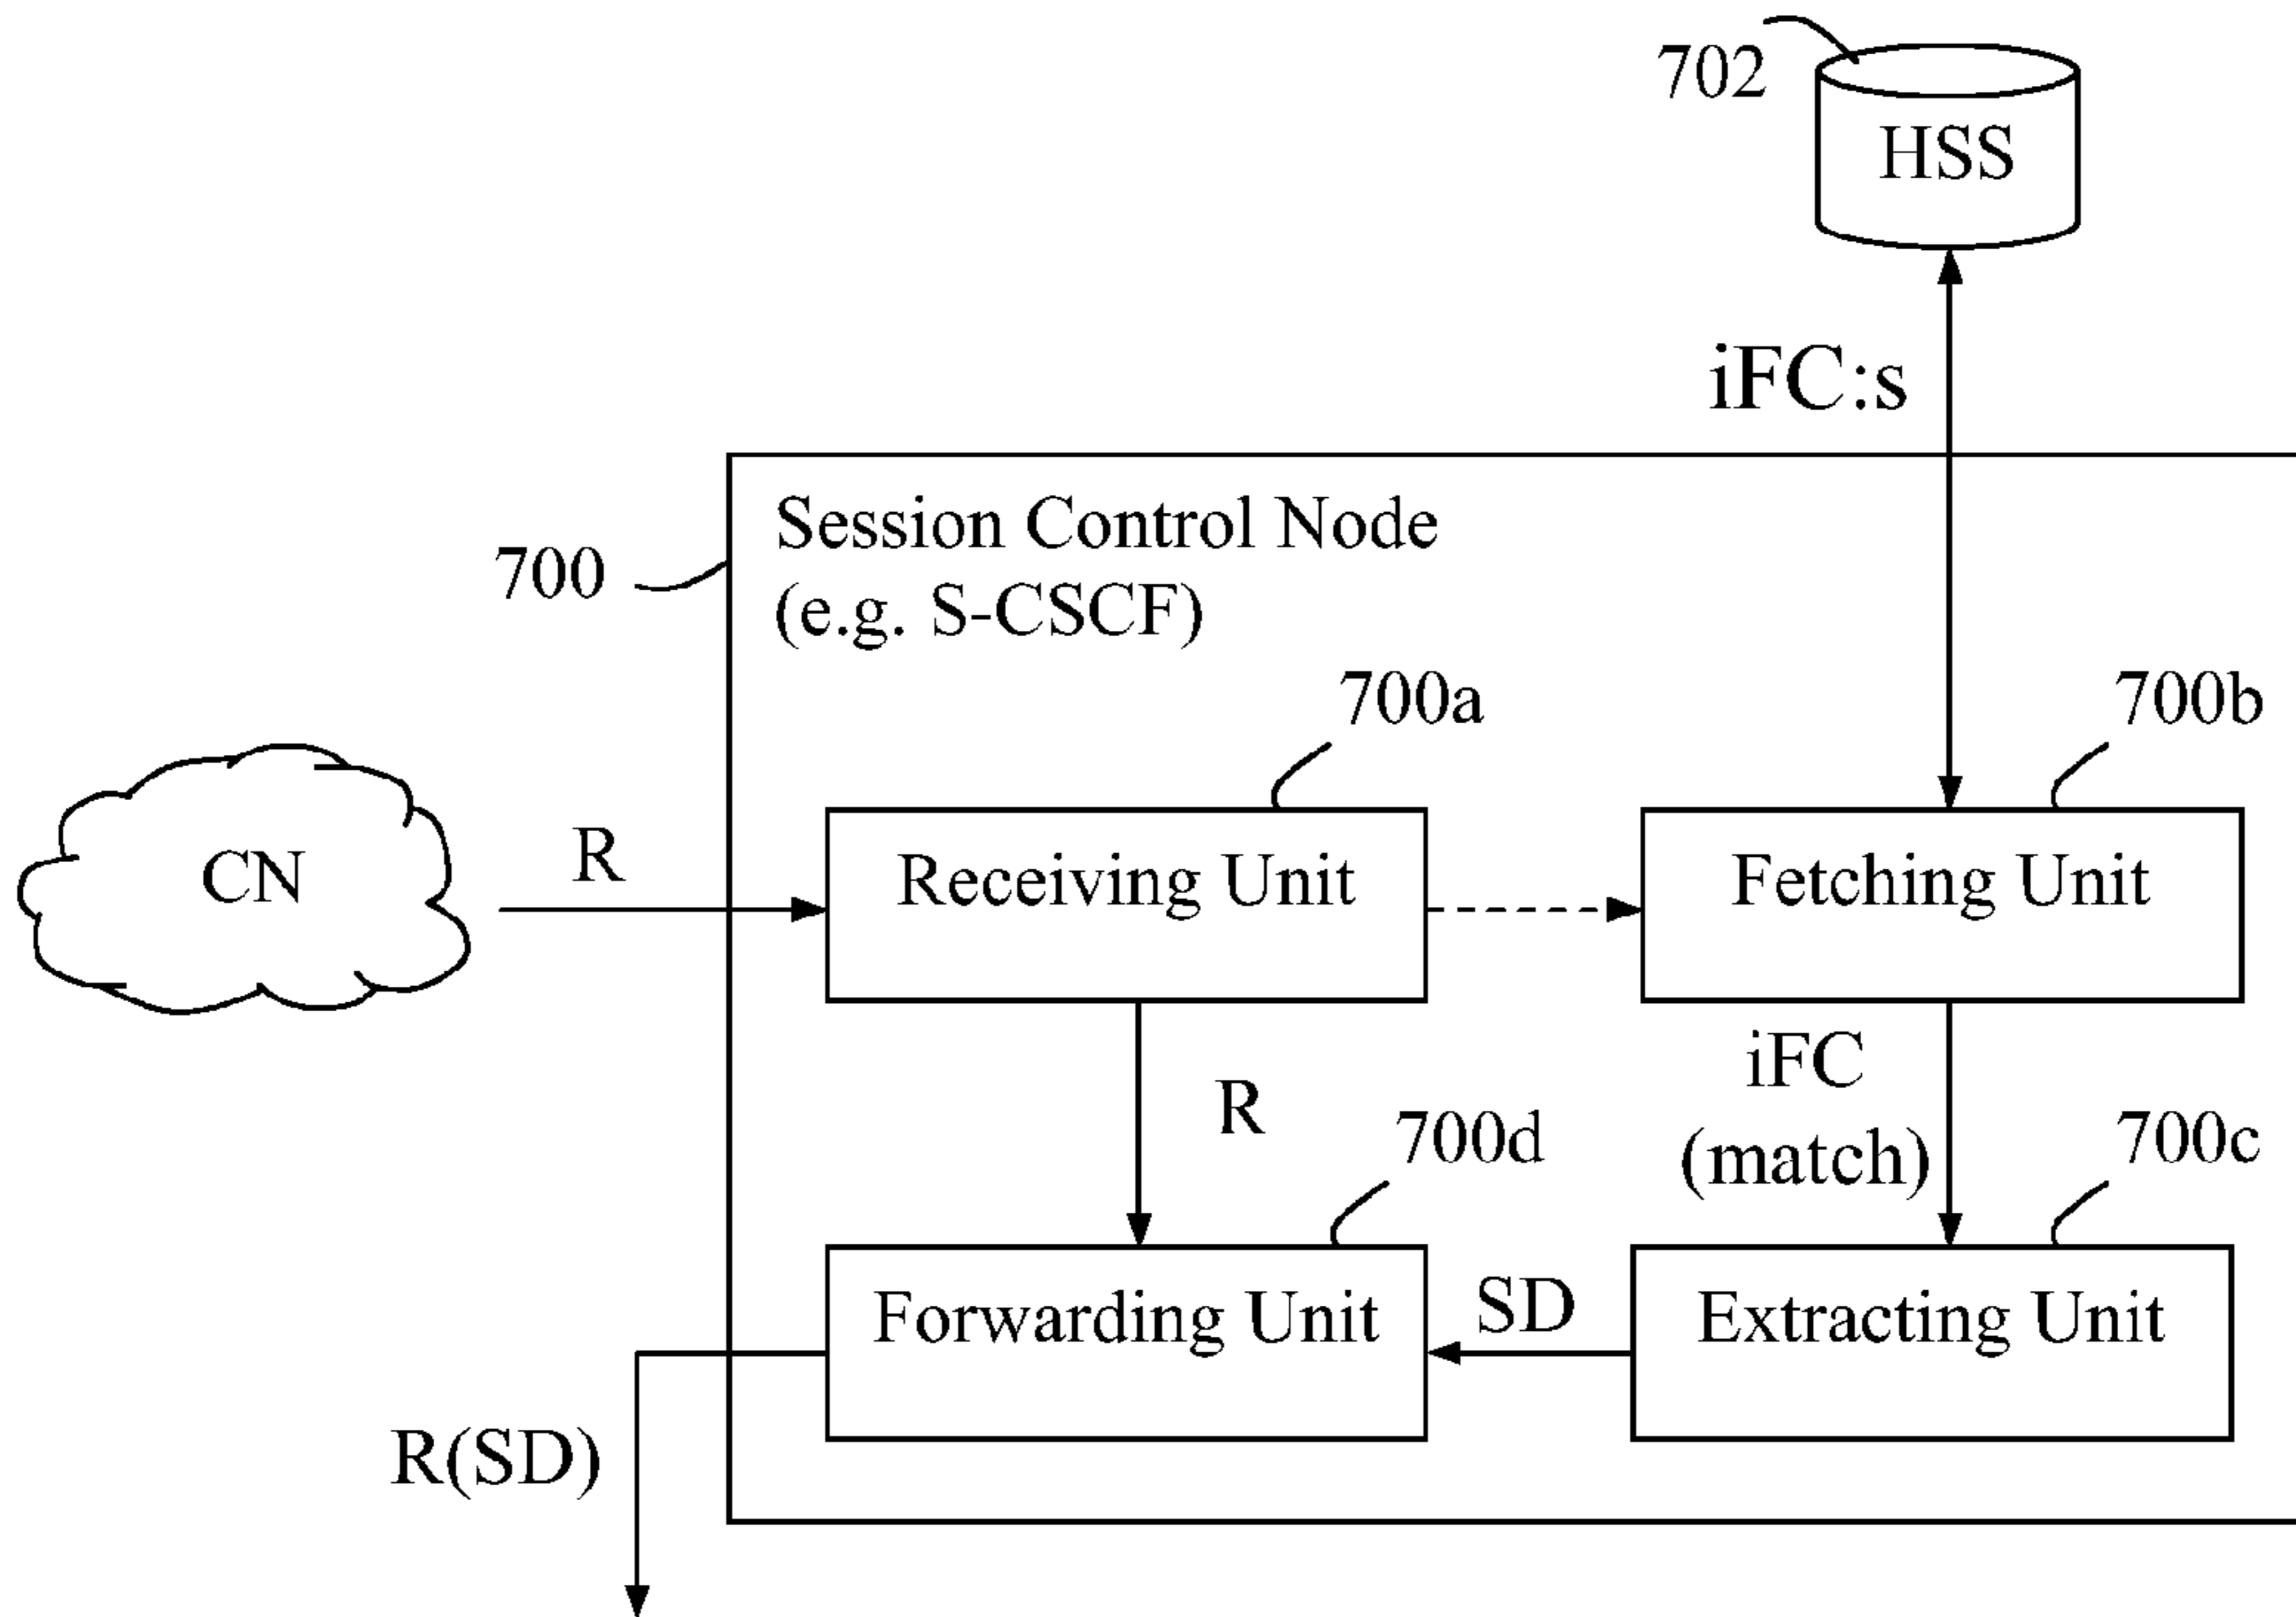 702
HSS
iFC:s
Session Control Node
(e.g. S-CSCF)
700
700a
700b
CN
R
Receiving Unit
Fetching Unit
R
iFC
(match)
700d
700c
Forwarding Unit
SD
Extracting Unit
R(SD)